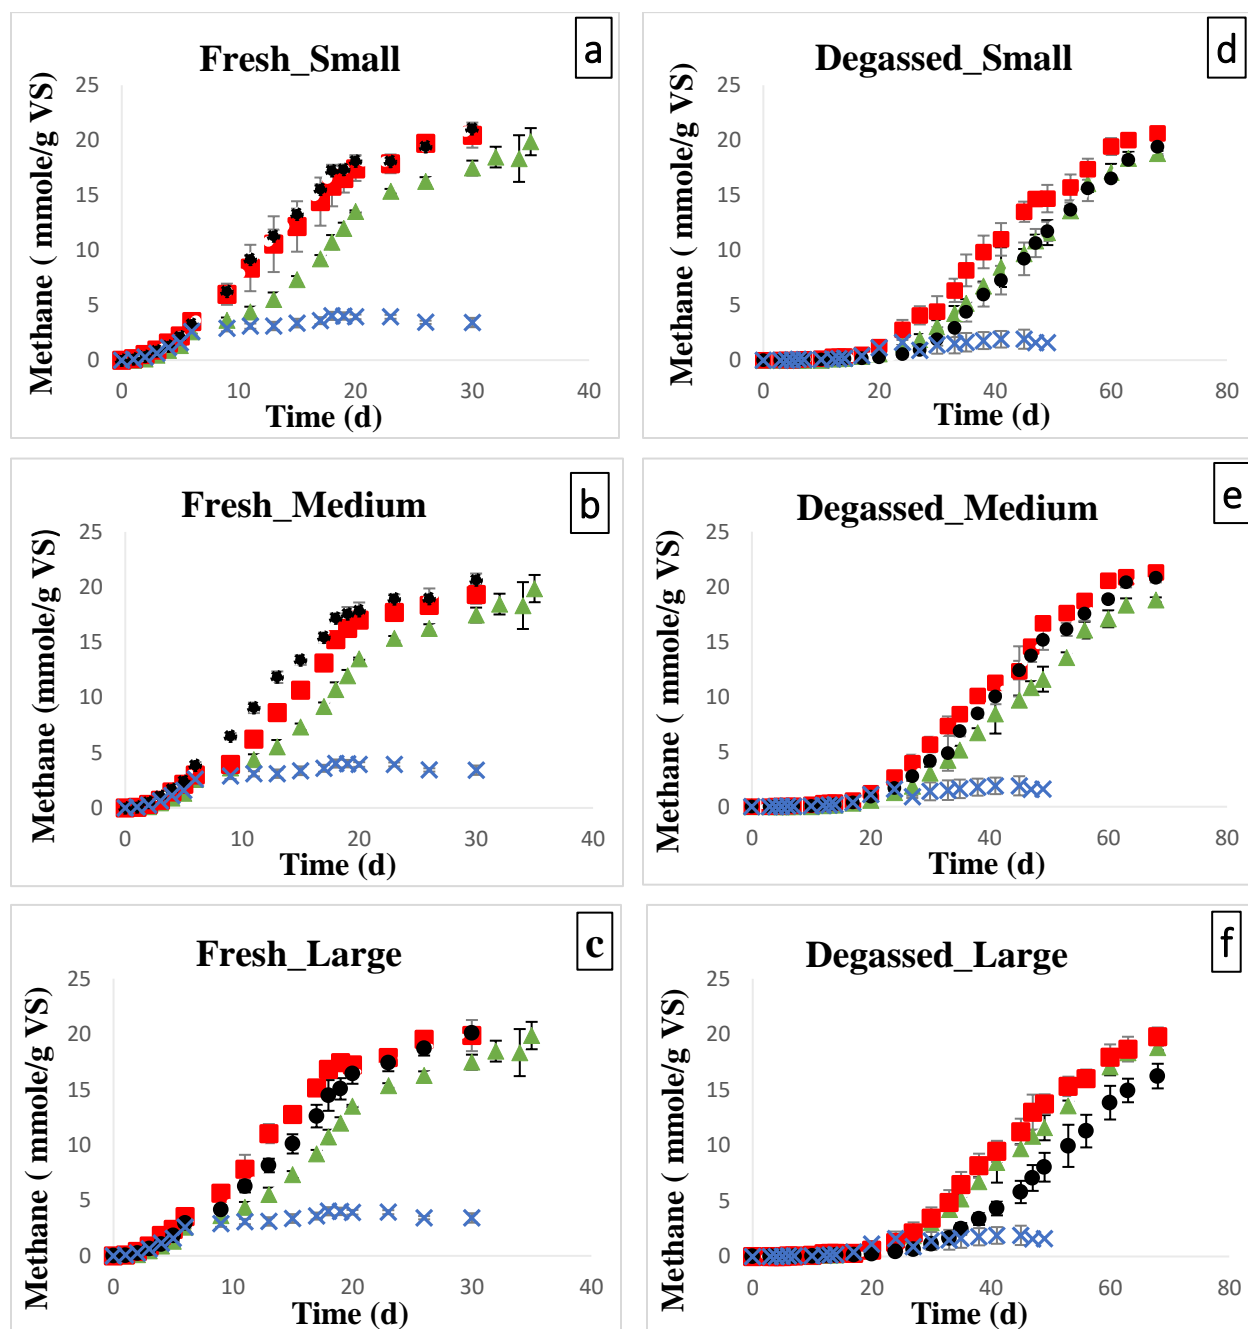 Fresh_Small
a
Methane ( mmole/g VS)
25
20
15
10
5
0
0 10 20 30 40
Time (d)
Degassed_Small
d
Methane ( mmole/g VS)
25
20
15
10
5
0
0 20 40 60 80
Time (d)
Fresh_Medium
b
Methane (mmole/g VS)
25
20
15
10
5
0
0 10 20 30 40
Time (d)
Degassed_Medium
e
Methane ( mmole/g VS)
25
20
15
10
5
0
0 20 40 60 80
Time (d)
Fresh_Large
c
Methane ( mmole/g VS)
25
20
15
10
5
0
0 10 20 30 40
Time (d)
Degassed_Large
f
Methane ( mmole/g VS)
25
20
15
10
5
0
0 20 40 60 80
Time (d)